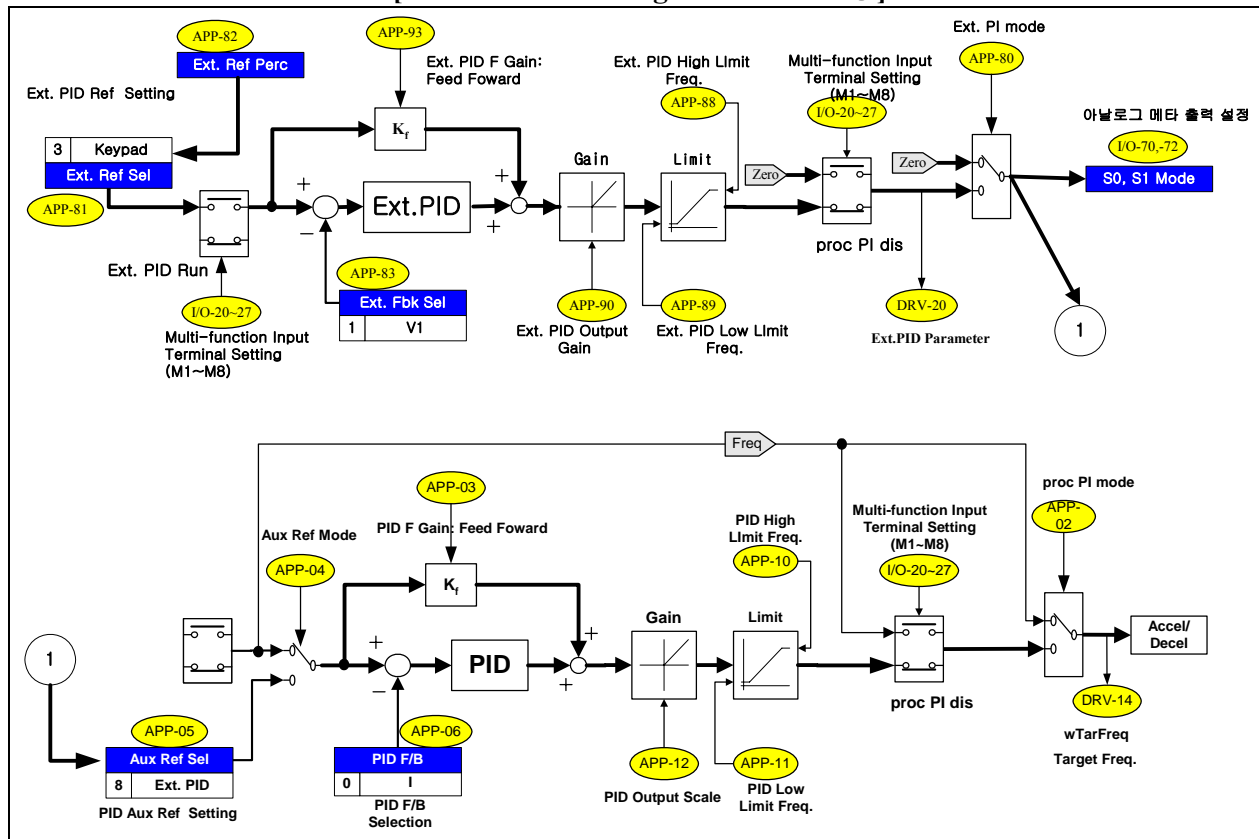 APP-82
Ext. Ref Perc
Ext. PID Ref Setting
3 Keypad
Ext. Ref Sel
APP-81
Ext. PID Run
I/O-20~27
Multi-function Input
Terminal Setting
(M1~M8)
APP-93
Ext. PID F Gain:
Feed Foward
Kf
+
−
Ext.PID
+
+
APP-83
Ext. Fbk Sel
1 V1
Gain
APP-90
Ext. PID Output
Gain
Ext. PID High LImit
Freq.
APP-88
Limit
APP-89
Ext. PID Low LImit
Freq.
Multi-function Input
Terminal Setting
(M1~M8)
I/O-20~27
Zero
proc PI dis
DRV-20
Ext.PID Parameter
Ext. PI mode
APP-80
Zero
아날로그 메타 출력 설정
I/O-70,-72
S0, S1 Mode
1
Freq
1
APP-05
Aux Ref Sel
8 Ext. PID
PID Aux Ref Setting
Aux Ref Mode
APP-04
APP-03
PID F Gain: Feed Foward
Kf
+
−
PID
+
+
APP-06
PID F/B
0 I
PID F/B
Selection
Gain
APP-12
PID Output Scale
PID High
LImit Freq.
APP-10
Limit
APP-11
PID Low
Limit Freq.
Multi-function Input
Terminal Setting
(M1~M8)
I/O-20~27
proc PI dis
proc PI mode
APP-
02
Accel/
Decel
DRV-14
wTarFreq
Target Freq.